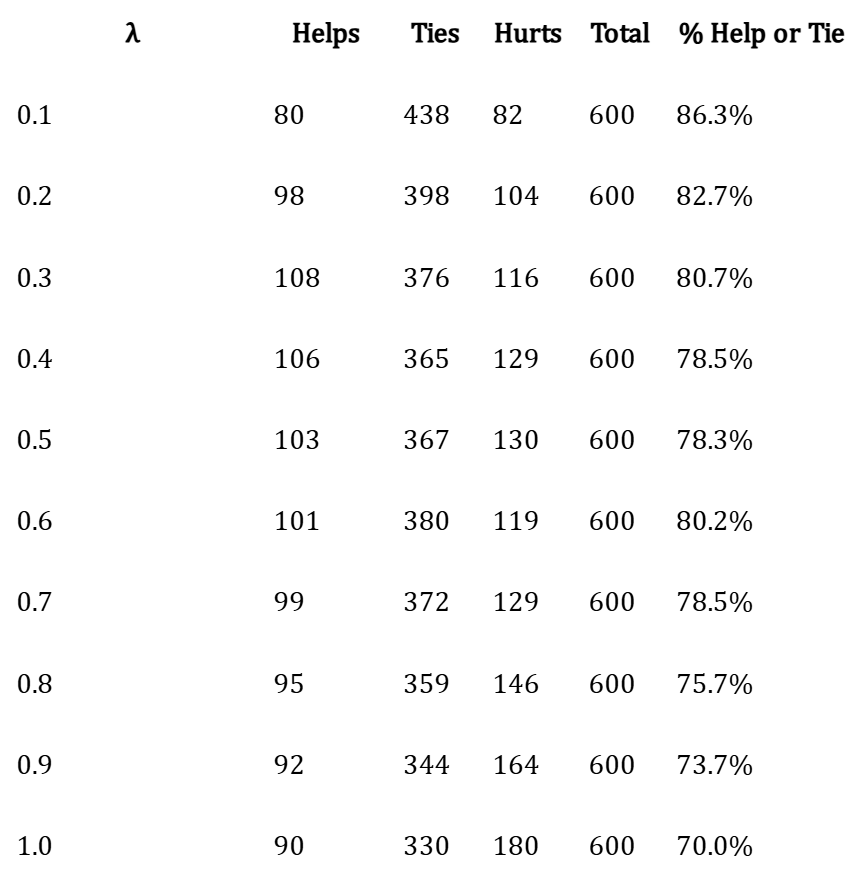 λ Helps Ties Hurts Total % Help or Tie
0.1 80 438 82 600 86.3%
0.2 98 398 104 600 82.7%
0.3 108 376 116 600 80.7%
0.4 106 365 129 600 78.5%
0.5 103 367 130 600 78.3%
0.6 101 380 119 600 80.2%
0.7 99 372 129 600 78.5%
0.8 95 359 146 600 75.7%
0.9 92 344 164 600 73.7%
1.0 90 330 180 600 70.0%